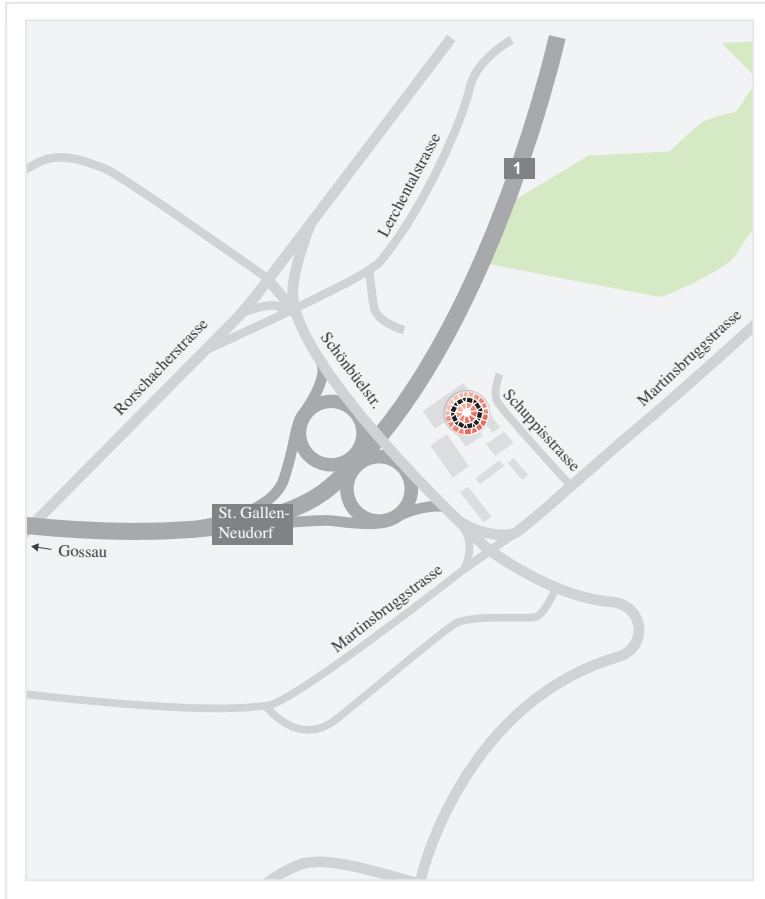 1
Lerchentalstrasse
Rorschacherstrasse
Schönbüelstr.
Schuppisstrasse
Martinsbruggstrasse
St. Gallen-
Neudorf
Gossau
Martinsbruggstrasse